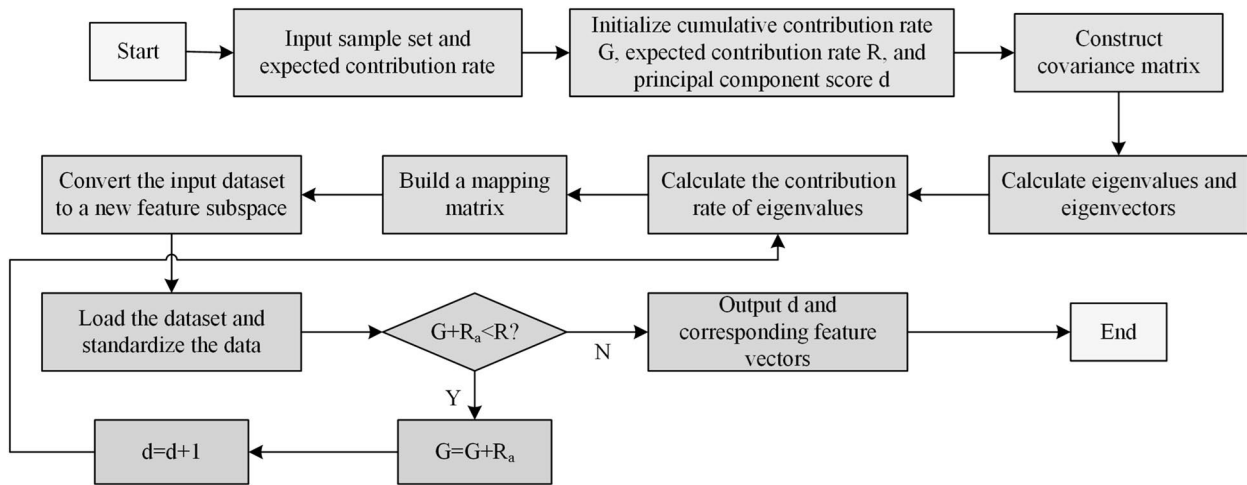 Start
Input sample set and
expected contribution rate
Initialize cumulative contribution rate
G, expected contribution rate R, and
principal component score d
Construct
covariance matrix
Calculate eigenvalues and
eigenvectors
Calculate the contribution
rate of eigenvalues
Build a mapping
matrix
Convert the input dataset
to a new feature subspace
Load the dataset and
standardize the data
G+Rₐ<R?
N
Output d and
corresponding feature
vectors
End
Y
G=G+Rₐ
d=d+1